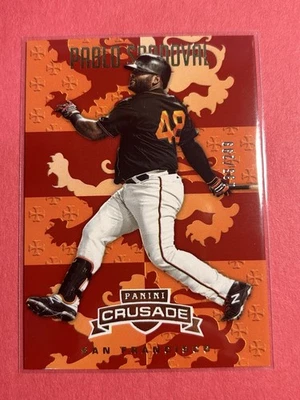 PABLO SANDOVAL
48
PANINI
CRUSADE
SAN FRANCISCO
N